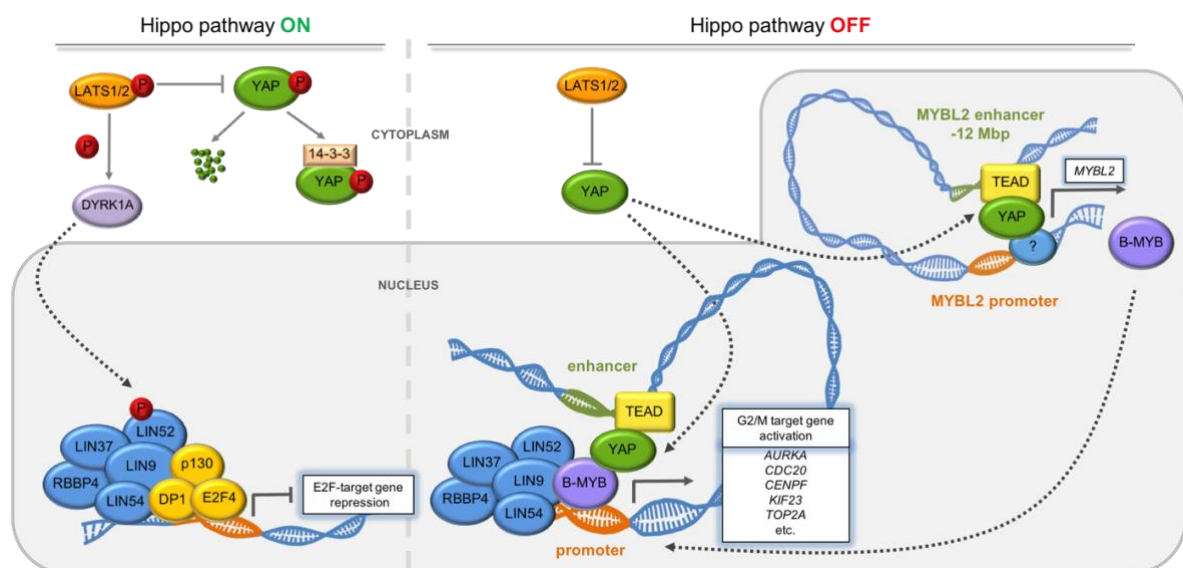 Hippo pathway ON
Hippo pathway OFF
LATS1/2
P
YAP
P
P
CYTOPLASM
14-3-3
YAP
P
DYRK1A
LATS1/2
YAP
MYBL2 enhancer
-12 Mbp
TEAD
MYBL2
YAP
?
B-MYB
MYBL2 promoter
NUCLEUS
P
LIN52
LIN37
LIN9
p130
RBBP4
LIN54
DP1
E2F4
E2F-target gene
repression
enhancer
TEAD
YAP
LIN52
LIN37
LIN9
B-MYB
RBBP4
LIN54
promoter
G2/M target gene
activation
AURKA
CDC20
CENPF
KIF23
TOP2A
etc.